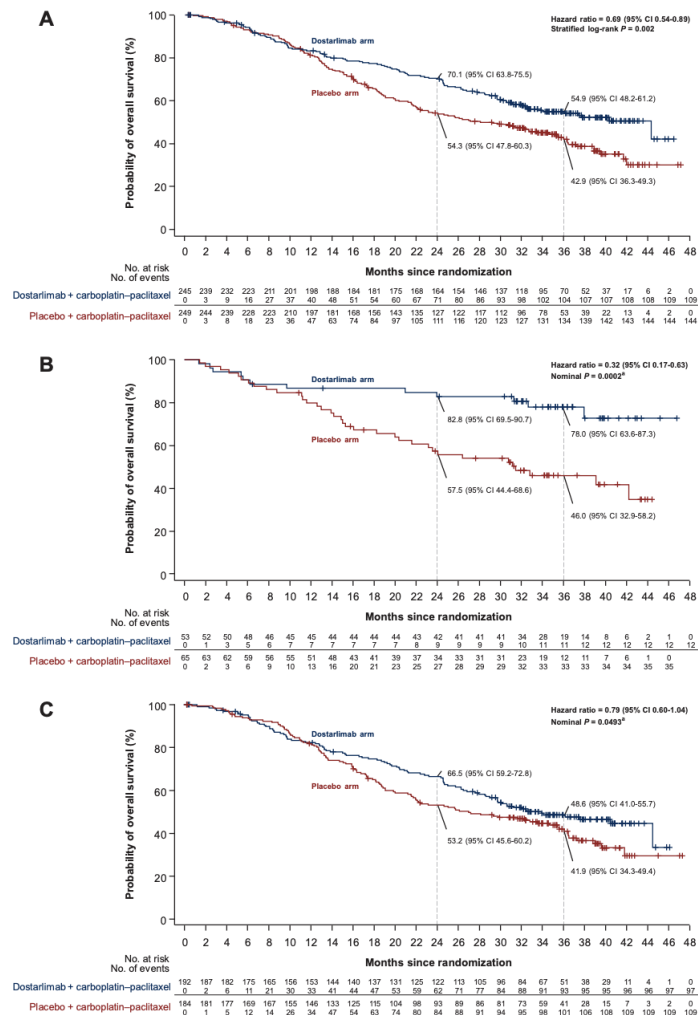 A
Hazard ratio = 0.69 (95% CI 0.54-0.89)
Stratified log-rank P = 0.002
Probability of overall survival (%)
100
80
60
40
20
0
Dostarlimab arm
Placebo arm
70.1 (95% CI 63.8-75.5)
54.9 (95% CI 48.2-61.2)
54.3 (95% CI 47.8-60.3)
42.9 (95% CI 36.3-49.3)
0 2 4 6 8 10 12 14 16 18 20 22 24 26 28 30 32 34 36 38 40 42 44 46 48
Months since randomization
No. at risk
No. of events
Dostarlimab + carboplatin–paclitaxel
245 239 232 223 211 201 198 188 184 181 175 168 164 154 146 137 118 95 70 52 37 17 6 2 0
0 3 9 16 27 37 40 48 51 54 60 67 71 80 86 93 98 102 104 107 107 108 108 109 109
Placebo + carboplatin–paclitaxel
249 244 239 228 223 210 197 181 168 156 143 135 127 122 117 112 96 78 53 39 22 13 4 2 0
0 3 8 18 23 36 47 63 74 84 97 105 111 116 120 123 127 131 134 139 142 143 144 144 144
B
Hazard ratio = 0.32 (95% CI 0.17-0.63)
Nominal P = 0.0002a
Probability of overall survival (%)
100
80
60
40
20
0
Dostarlimab arm
Placebo arm
82.8 (95% CI 69.5-90.7)
78.0 (95% CI 63.6-87.3)
57.5 (95% CI 44.4-68.6)
46.0 (95% CI 32.9-58.2)
0 2 4 6 8 10 12 14 16 18 20 22 24 26 28 30 32 34 36 38 40 42 44 46 48
Months since randomization
No. at risk
No. of events
Dostarlimab + carboplatin–paclitaxel
53 52 50 48 46 45 45 44 44 44 44 43 42 41 41 41 34 28 19 14 8 6 2 1 0
0 1 3 5 6 7 7 7 7 7 7 8 9 9 9 9 10 11 11 12 12 12 12 12 12
Placebo + carboplatin–paclitaxel
65 63 62 59 56 55 51 48 43 41 39 37 34 33 31 31 23 19 12 11 7 6 1 0
0 2 3 6 9 10 13 16 20 21 23 25 27 28 29 29 32 33 33 33 34 34 35 35
C
Hazard ratio = 0.79 (95% CI 0.60-1.04)
Nominal P = 0.0493a
Probability of overall survival (%)
100
80
60
40
20
0
Dostarlimab arm
Placebo arm
66.5 (95% CI 59.2-72.8)
48.6 (95% CI 41.0-55.7)
53.2 (95% CI 45.6-60.2)
41.9 (95% CI 34.3-49.4)
0 2 4 6 8 10 12 14 16 18 20 22 24 26 28 30 32 34 36 38 40 42 44 46 48
Months since randomization
No. at risk
No. of events
Dostarlimab + carboplatin–paclitaxel
192 187 182 175 165 156 153 144 140 137 131 125 122 113 105 96 84 67 51 38 29 11 4 1 0
0 2 6 11 21 30 33 41 44 47 53 59 62 71 77 84 88 91 93 95 95 96 96 97 97
Placebo + carboplatin–paclitaxel
184 181 177 169 167 155 146 133 125 115 104 98 93 89 86 81 73 59 41 28 15 7 3 2 0
0 1 5 12 14 26 34 47 54 63 74 80 84 88 91 94 95 98 101 106 108 109 109 109 109